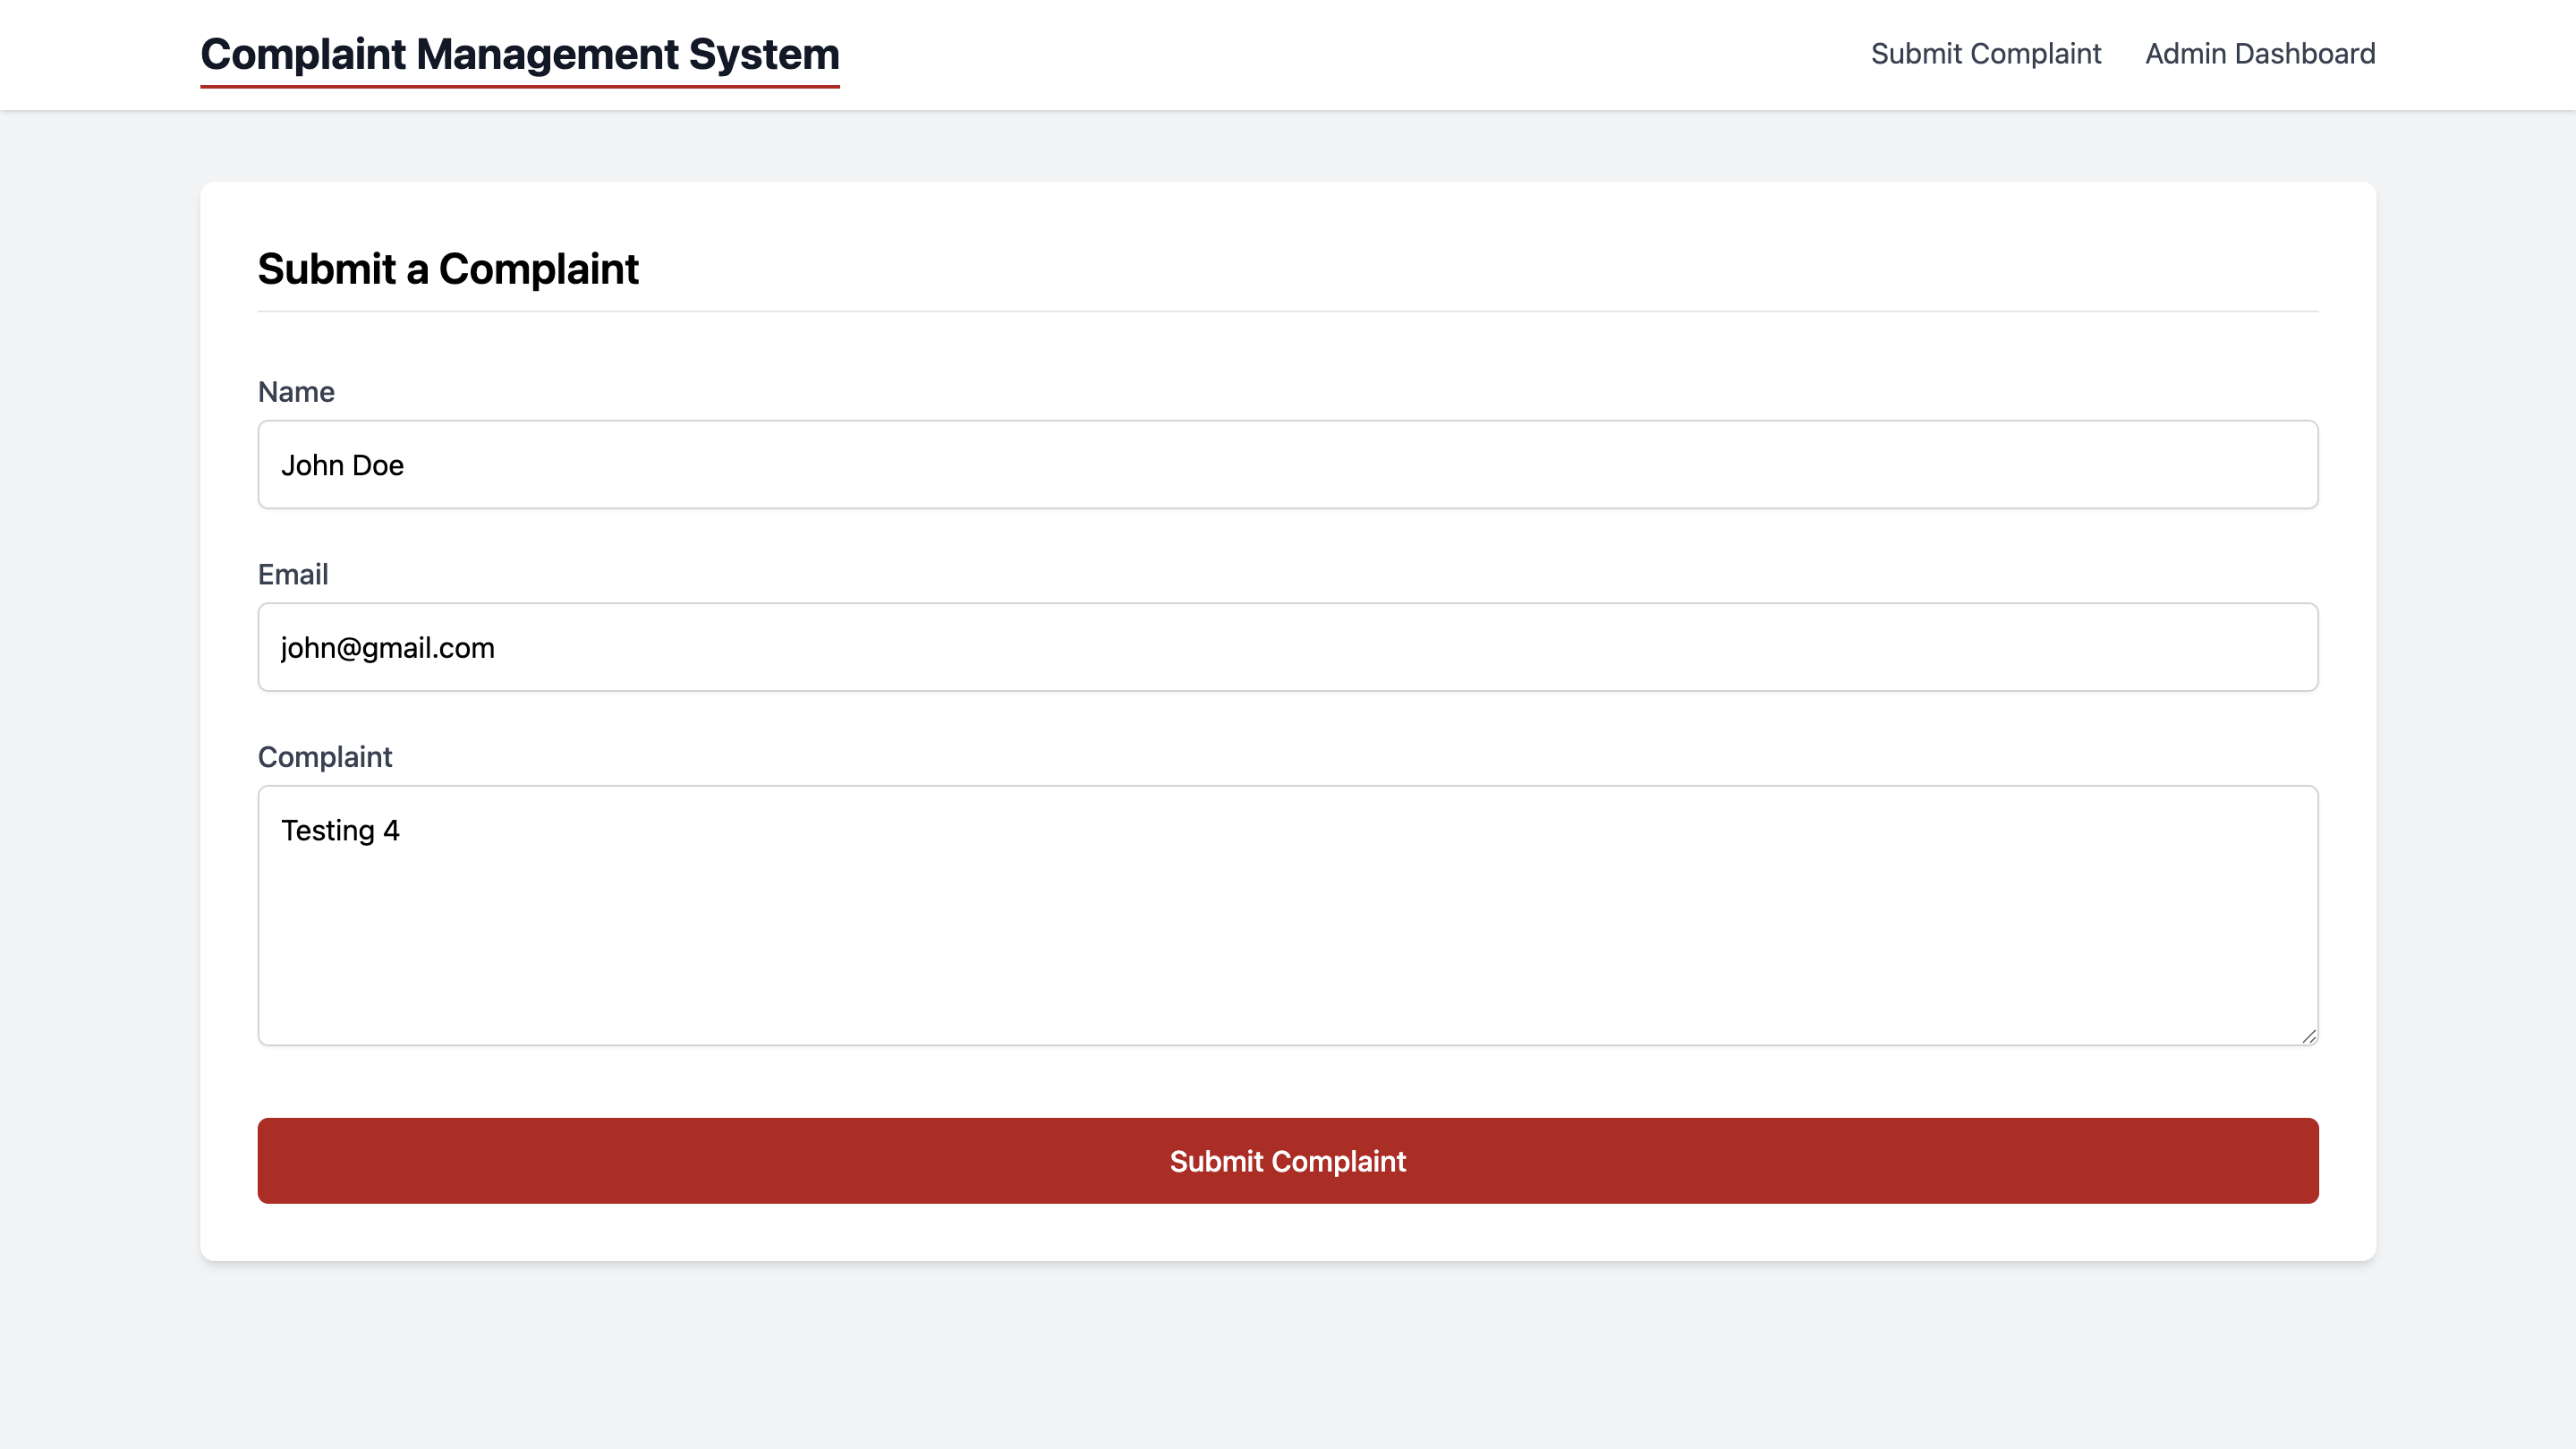 Complaint Management System
Submit Complaint
Admin Dashboard
Submit a Complaint
Name
John Doe
Email
john@gmail.com
Complaint
Testing 4
Submit Complaint